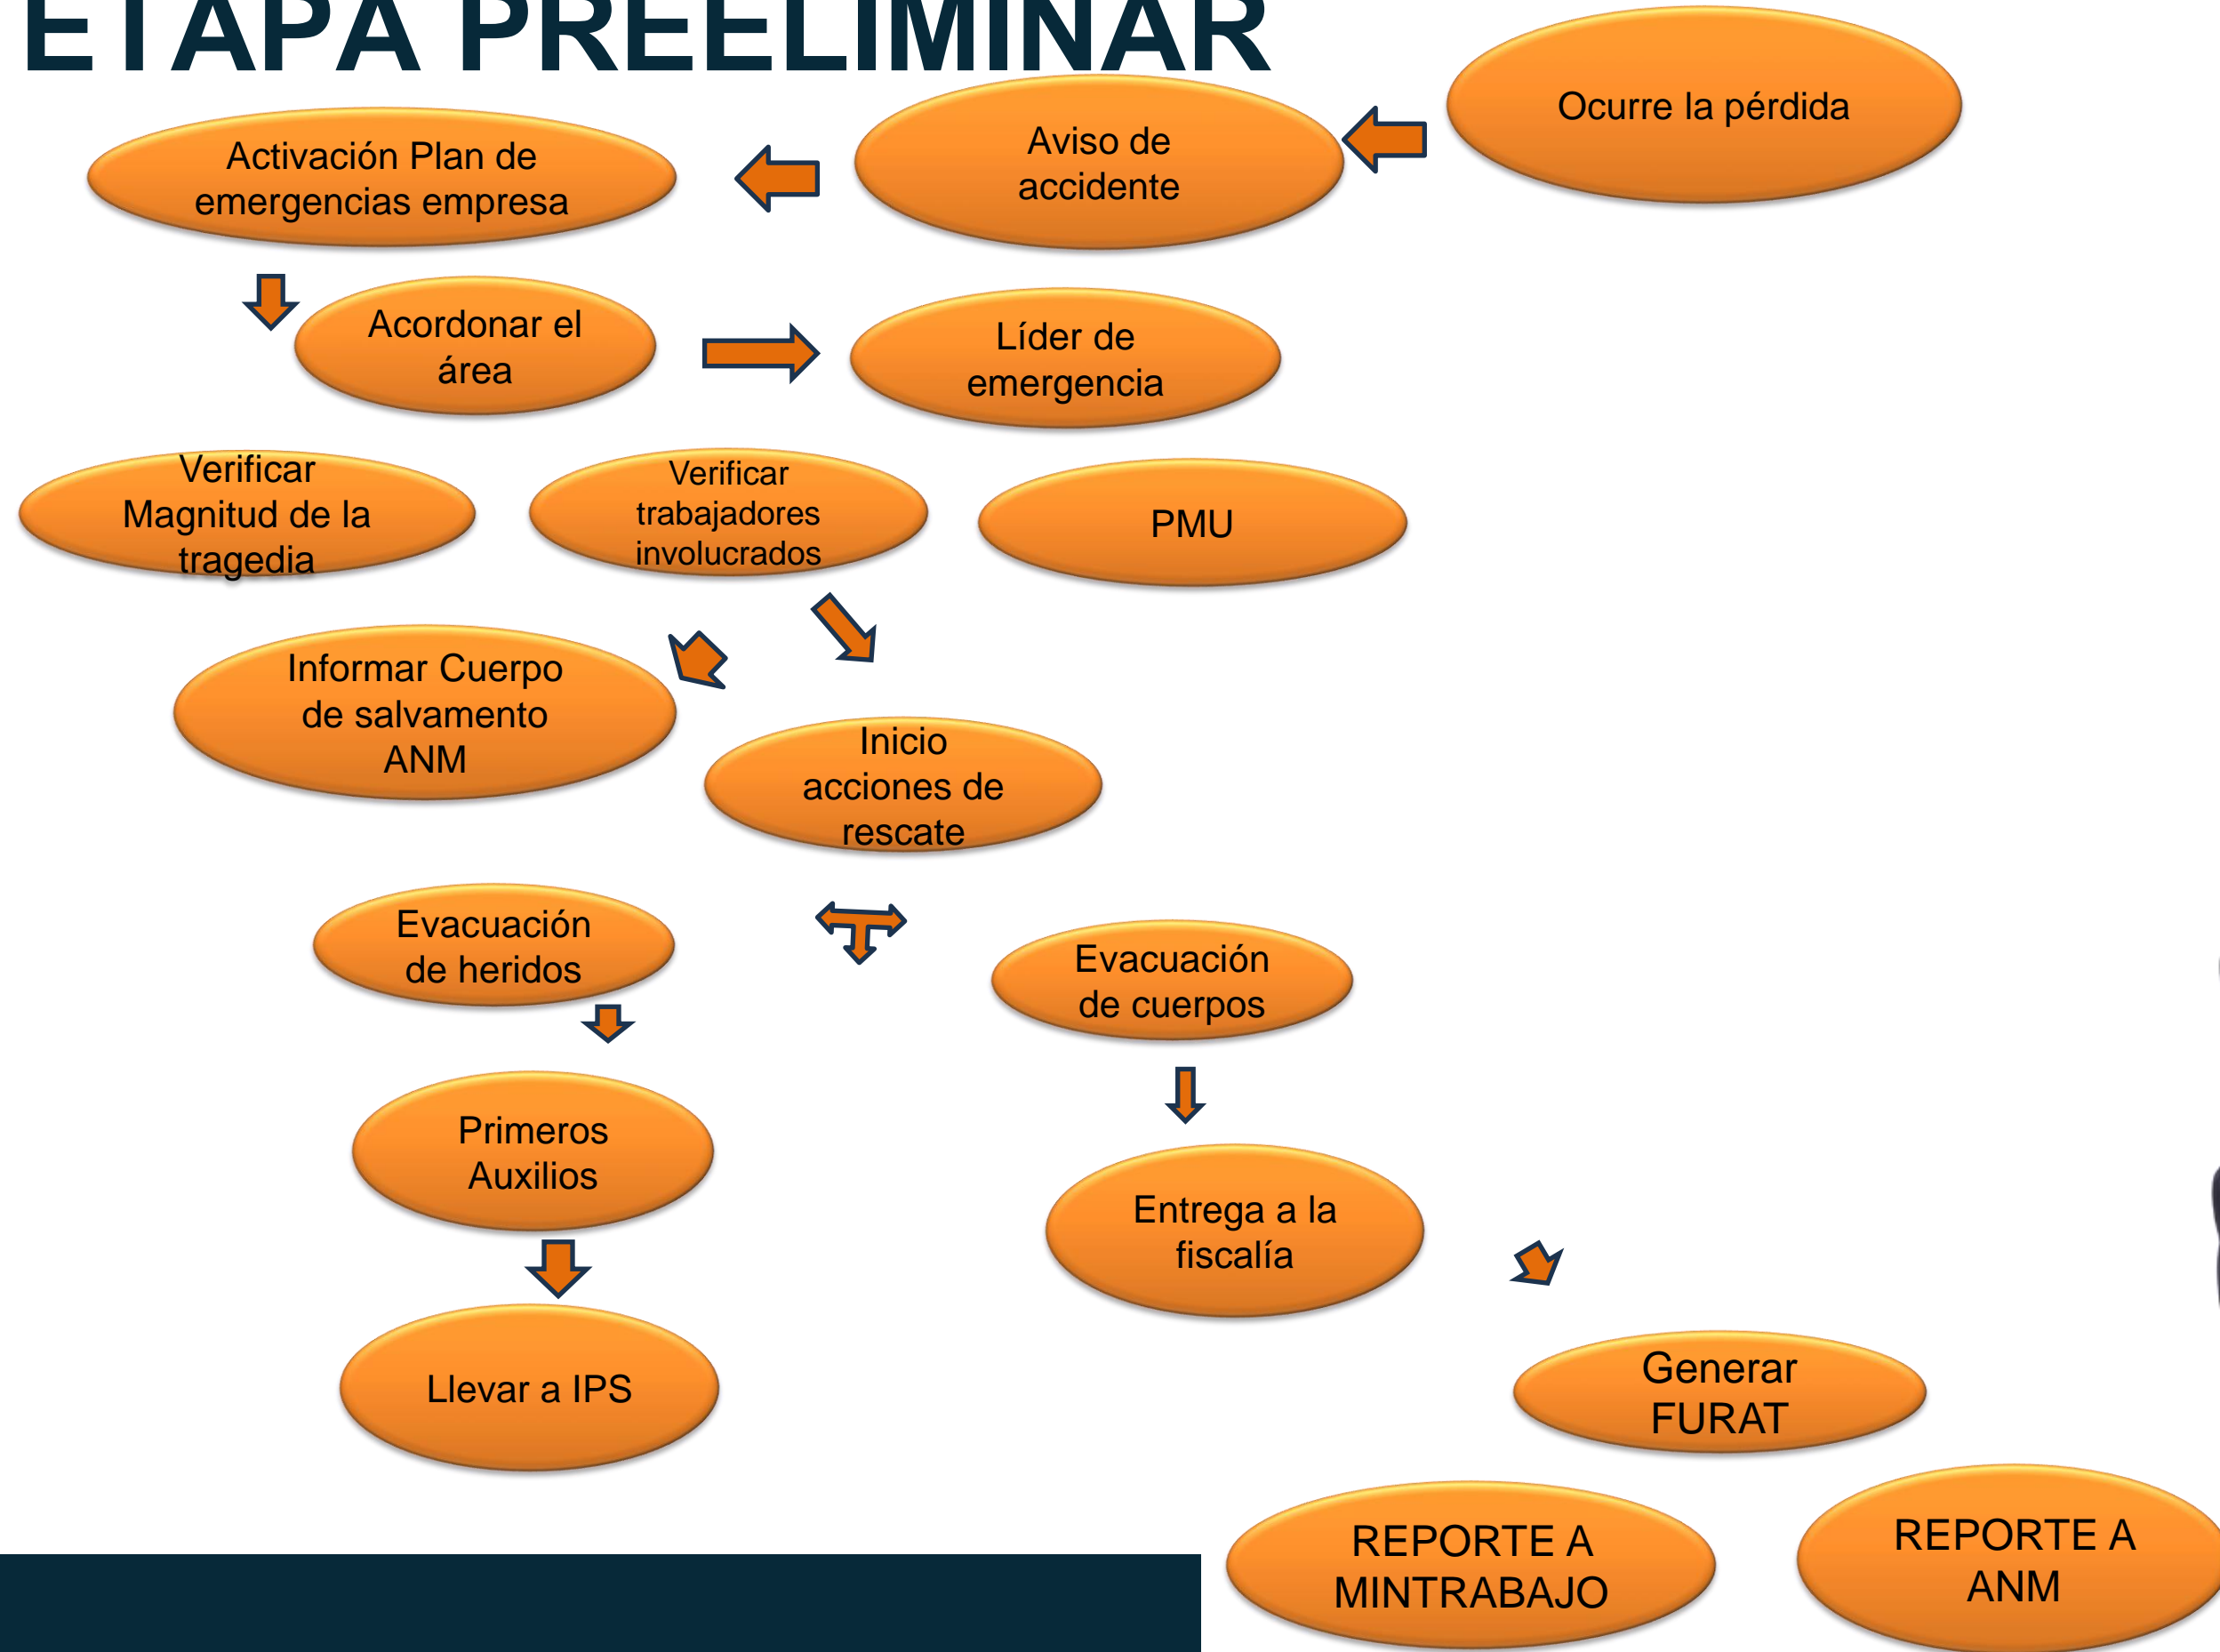 ETAPA PREELIMINAR
Ocurre la pérdida
Aviso de
accidente
Activación Plan de
emergencias empresa
Acordonar el
área
Líder de
emergencia
Verificar
Magnitud de la
tragedia
Verificar
trabajadores
involucrados
PMU
Informar Cuerpo
de salvamento
ANM
Inicio
acciones de
rescate
Evacuación
de heridos
Evacuación
de cuerpos
Primeros
Auxilios
Entrega a la
fiscalía
Llevar a IPS
Generar
FURAT
REPORTE A
MINTRABAJO
REPORTE A
ANM